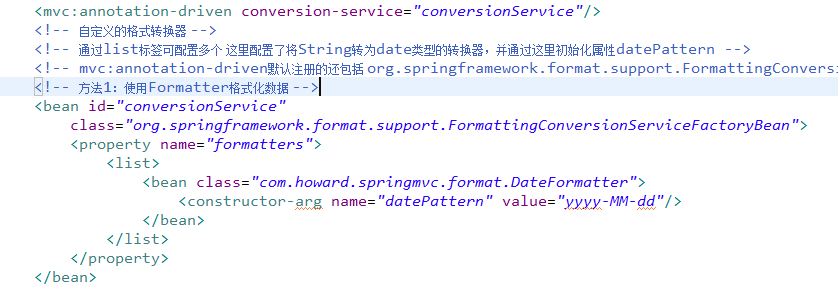 <mvc:annotation-driven conversion-service="conversionService"/>
<!-- 自定义的格式转换器 -->
<!-- 通过list标签可配置多个 这里配置了将String转为date类型的转换器，并通过这里初始化属性datePattern -->
<!-- mvc:annotation-driven默认注册的还包括 org.springframework.format.support.FormattingConversi
<!-- 方法1：使用Formatter格式化数据 -->
<bean id="conversionService"
class="org.springframework.format.support.FormattingConversionServiceFactoryBean">
<property name="formatters">
<list>
<bean class="com.howard.springmvc.format.DateFormatter">
<constructor-arg name="datePattern" value="yyyy-MM-dd"/>
</bean>
</list>
</property>
</bean>